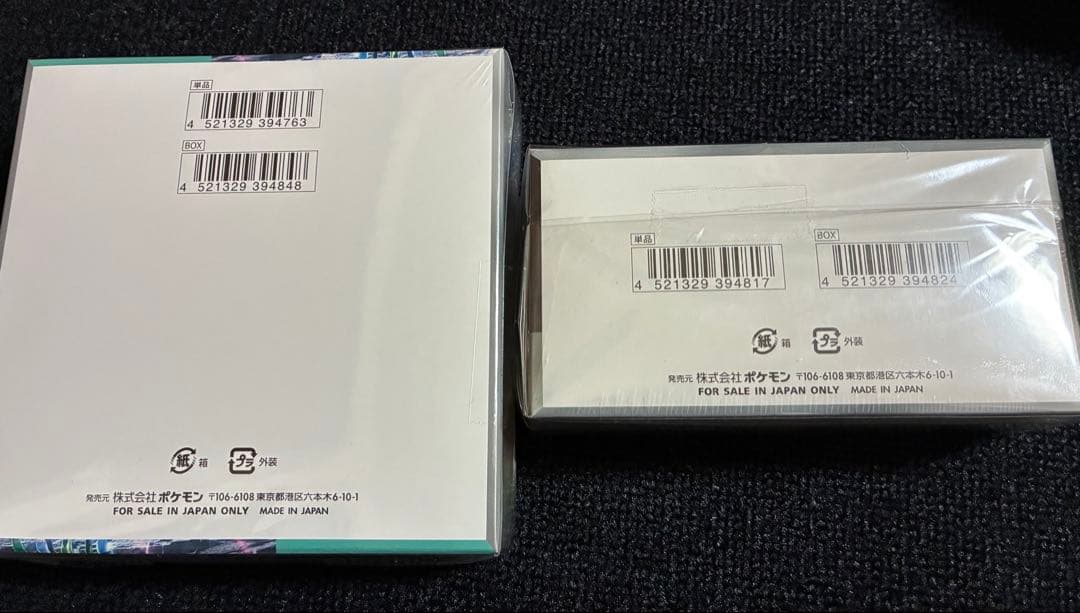 単品
4 521329 394763
BOX
4 521329 394848
紙 箱 プラ 外装
発売元 株式会社ポケモン 〒106-6108 東京都港区六本木6-10-1
FOR SALE IN JAPAN ONLY MADE IN JAPAN
単品
4 521329 394817
BOX
4 521329 394824
紙 箱 プラ 外装
発売元 株式会社ポケモン 〒106-6108 東京都港区六本木6-10-1
FOR SALE IN JAPAN ONLY MADE IN JAPAN